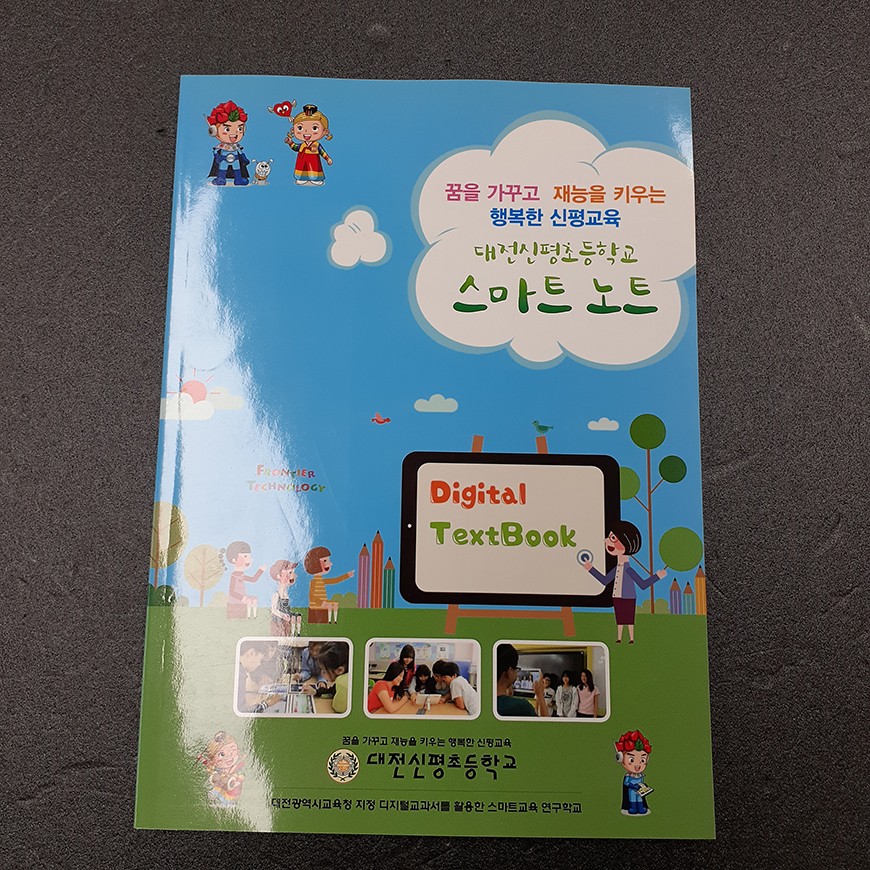 꿈을 가꾸고 재능을 키우는
행복한 신평교육
대전신평초등학교
스마트 노트
FRONTIER
TECHNOLOGY
Digital
TextBook
꿈을 가꾸고 재능을 키우는 행복한 신평교육
대전신평초등학교
대전광역시교육청 지정 디지털교과서를 활용한 스마트교육 연구학교